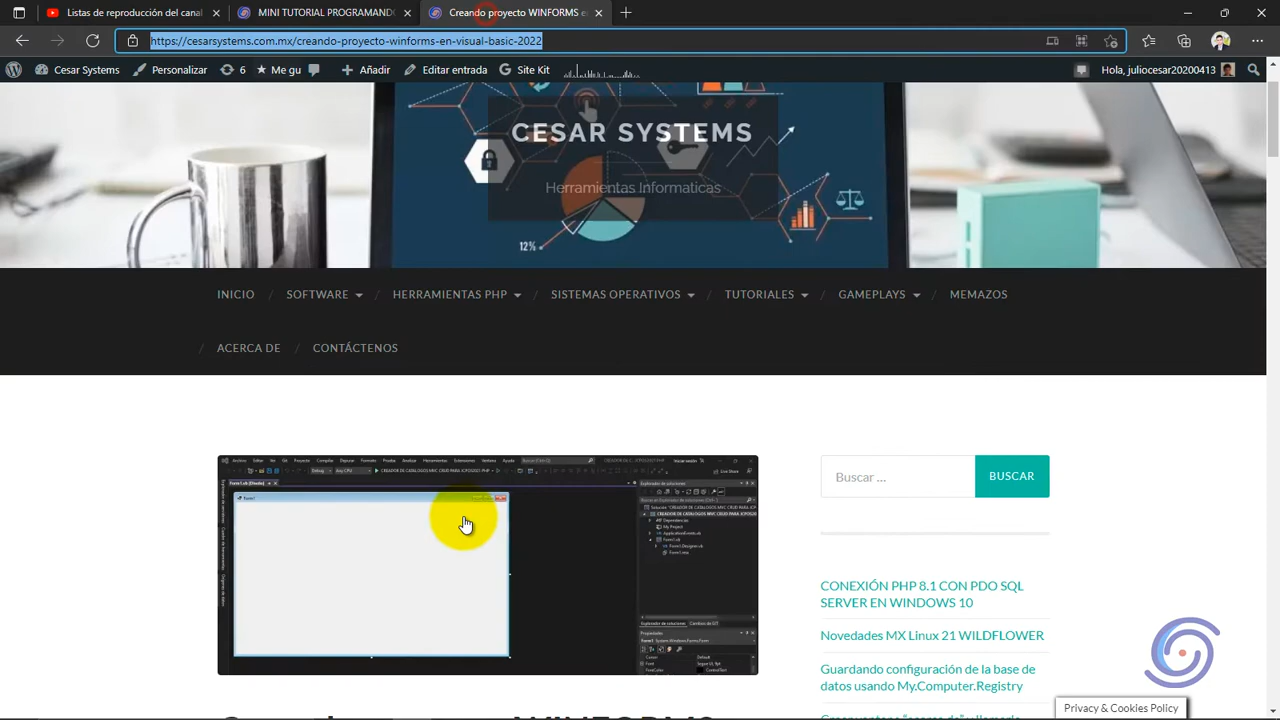 Listas de reproducción del canal
MINI TUTORIAL PROGRAMAND
Creando proyecto WINFORMS e
https://cesarsystems.com.mx/creando-proyecto-winforms-en-visual-basic-2022
Cesar Systems
Personalizar
6
Me gu
Añadir
Editar entrada
Site Kit
Hola, juliocesar20200413
CESAR SYSTEMS
Herramientas Informaticas
12%
INICIO / SOFTWARE / HERRAMIENTAS PHP / SISTEMAS OPERATIVOS / TUTORIALES / GAMEPLAYS / MEMAZOS
/ ACERCA DE / CONTÁCTENOS
Form1
Buscar ...
BUSCAR
CONEXIÓN PHP 8.1 CON PDO SQL
SERVER EN WINDOWS 10
Novedades MX Linux 21 WILDFLOWER
Guardando configuración de la base de
datos usando My.Computer.Registry
Privacy & Cookies Policy